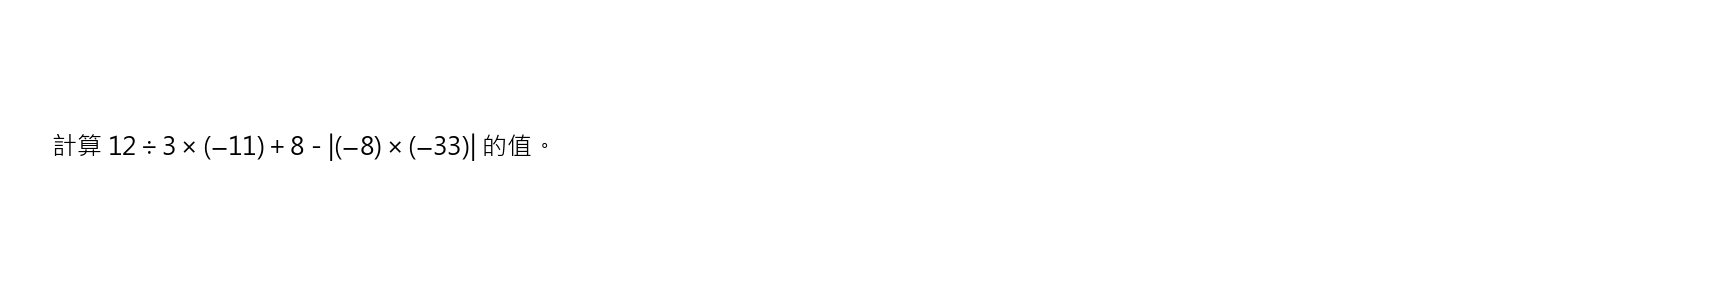 計算 12 ÷ 3 × (–11) + 8 - |(–8) × (–33)| 的值。